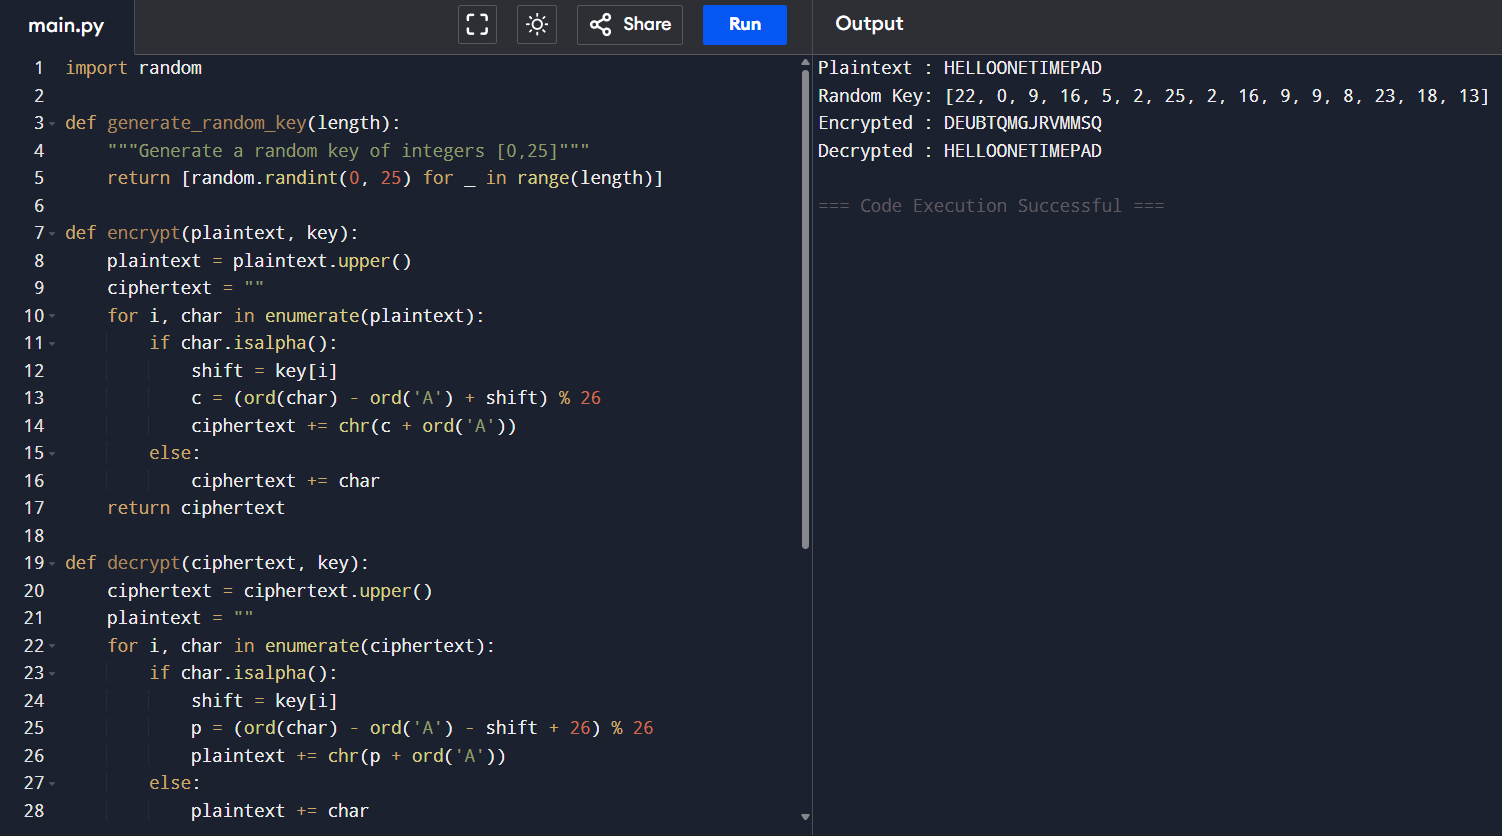 main.py
Share
Run
Output
1 import random
2
3 def generate_random_key(length):
4     """Generate a random key of integers [0,25]"""
5     return [random.randint(0, 25) for _ in range(length)]
6
7 def encrypt(plaintext, key):
8     plaintext = plaintext.upper()
9     ciphertext = ""
10     for i, char in enumerate(plaintext):
11         if char.isalpha():
12             shift = key[i]
13             c = (ord(char) - ord('A') + shift) % 26
14             ciphertext += chr(c + ord('A'))
15         else:
16             ciphertext += char
17     return ciphertext
18
19 def decrypt(ciphertext, key):
20     ciphertext = ciphertext.upper()
21     plaintext = ""
22     for i, char in enumerate(ciphertext):
23         if char.isalpha():
24             shift = key[i]
25             p = (ord(char) - ord('A') - shift + 26) % 26
26             plaintext += chr(p + ord('A'))
27         else:
28             plaintext += char
Plaintext : HELLOONETIMEPAD
Random Key: [22, 0, 9, 16, 5, 2, 25, 2, 16, 9, 9, 8, 23, 18, 13]
Encrypted : DEUBTQMGJRVMMSQ
Decrypted : HELLOONETIMEPAD
=== Code Execution Successful ===